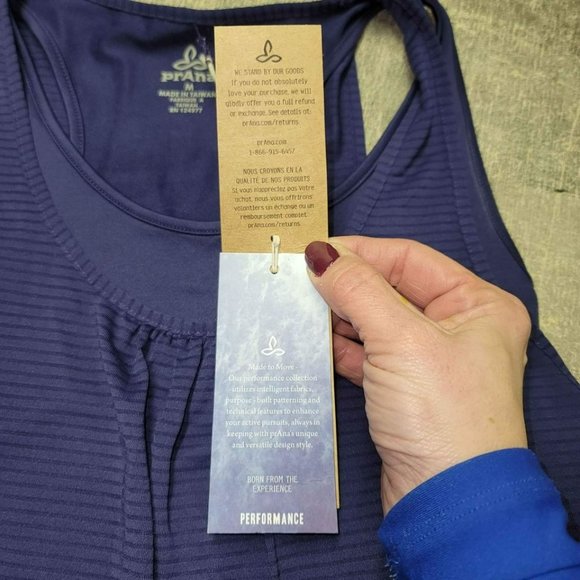 prAna
M
MADE IN TAIWAN
FABRIQUÉ À
TAIWAN
RN 124977
WE STAND BY OUR GOODS
If you do not absolutely
love your purchase, we will
gladly offer you a full refund
or exchange. See details at:
prAna.com/returns
prAna.com
1-866-915-6457
NOUS CROYONS EN LA
QUALITÉ DE NOS PRODUITS
Si vous n'appréciez pas votre
achat, nous vous offrirons
volontiers un échange ou un
remboursement complet.
prAna.com/returns
Made to Move -
Our performance collection
utilizes intelligent fabrics,
purpose - built patterning and
technical features to enhance
your active pursuits, always in
keeping with prAna's unique
and versatile design style.
BORN FROM THE
EXPERIENCE
PERFORMANCE